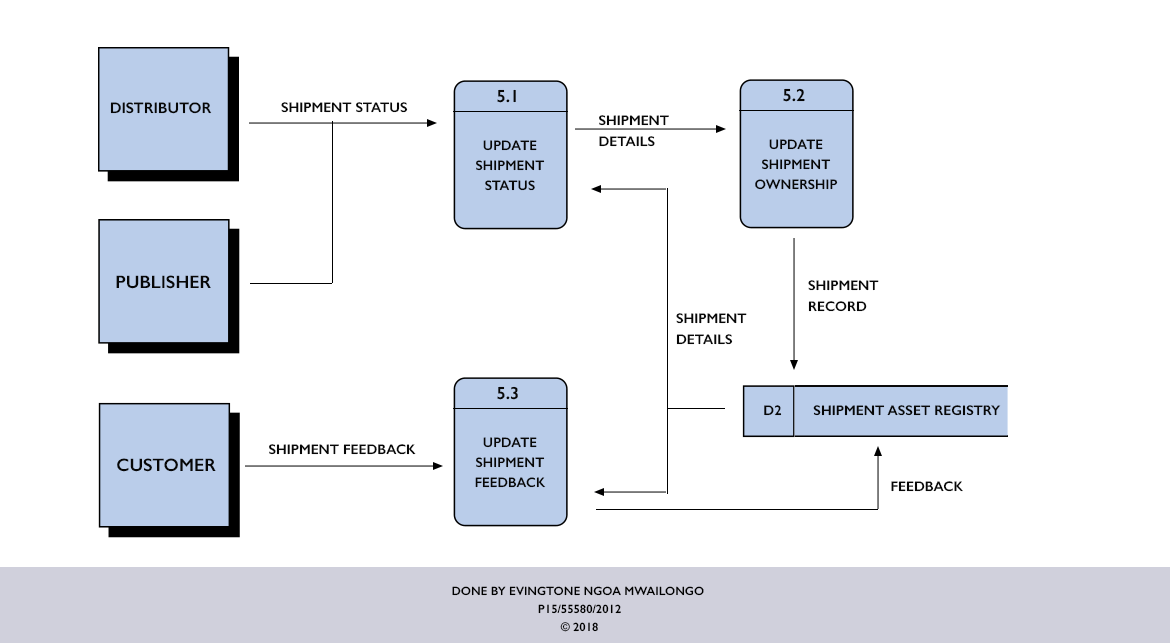 DISTRIBUTOR
SHIPMENT STATUS
5.1
UPDATE
SHIPMENT
STATUS
SHIPMENT
DETAILS
5.2
UPDATE
SHIPMENT
OWNERSHIP
PUBLISHER
SHIPMENT
RECORD
SHIPMENT
DETAILS
CUSTOMER
SHIPMENT FEEDBACK
5.3
UPDATE
SHIPMENT
FEEDBACK
D2
SHIPMENT ASSET REGISTRY
FEEDBACK
DONE BY EVINGTONE NGOA MWAILONGO
P15/55580/2012
© 2018